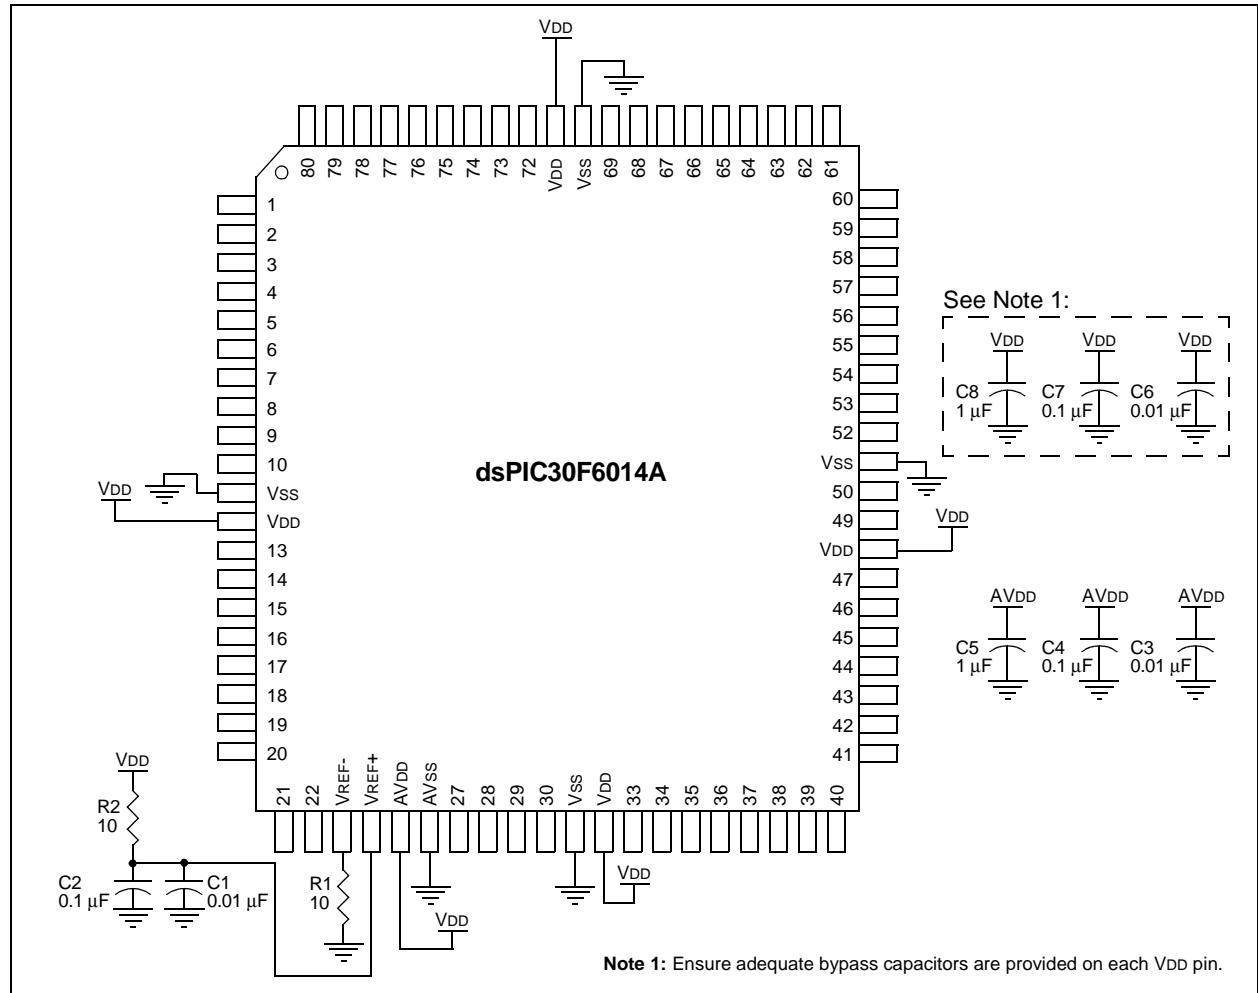 VDD
80 79 78 77 76 75 74 73 72 VDD VSS 69 68 67 66 65 64 63 62 61
1
2
3
4
5
6
7
8
9
10
VSS
VDD
VDD
13
14
15
16
17
18
19
20
dsPIC30F6014A
60
59
58
57
56
55
54
53
52
VSS
50
49
VDD
VDD
47
46
45
44
43
42
41
21 22 VREF- VREF+ AVDD AVSS 27 28 29 30 VSS VDD 33 34 35 36 37 38 39 40
See Note 1:
VDD VDD VDD
C8 C7 C6
1 µF 0.1 µF 0.01 µF
AVDD AVDD AVDD
C5 C4 C3
1 µF 0.1 µF 0.01 µF
VDD
R2
10
C2
0.1 µF
C1
0.01 µF
R1
10
VDD
VDD
Note 1: Ensure adequate bypass capacitors are provided on each VDD pin.